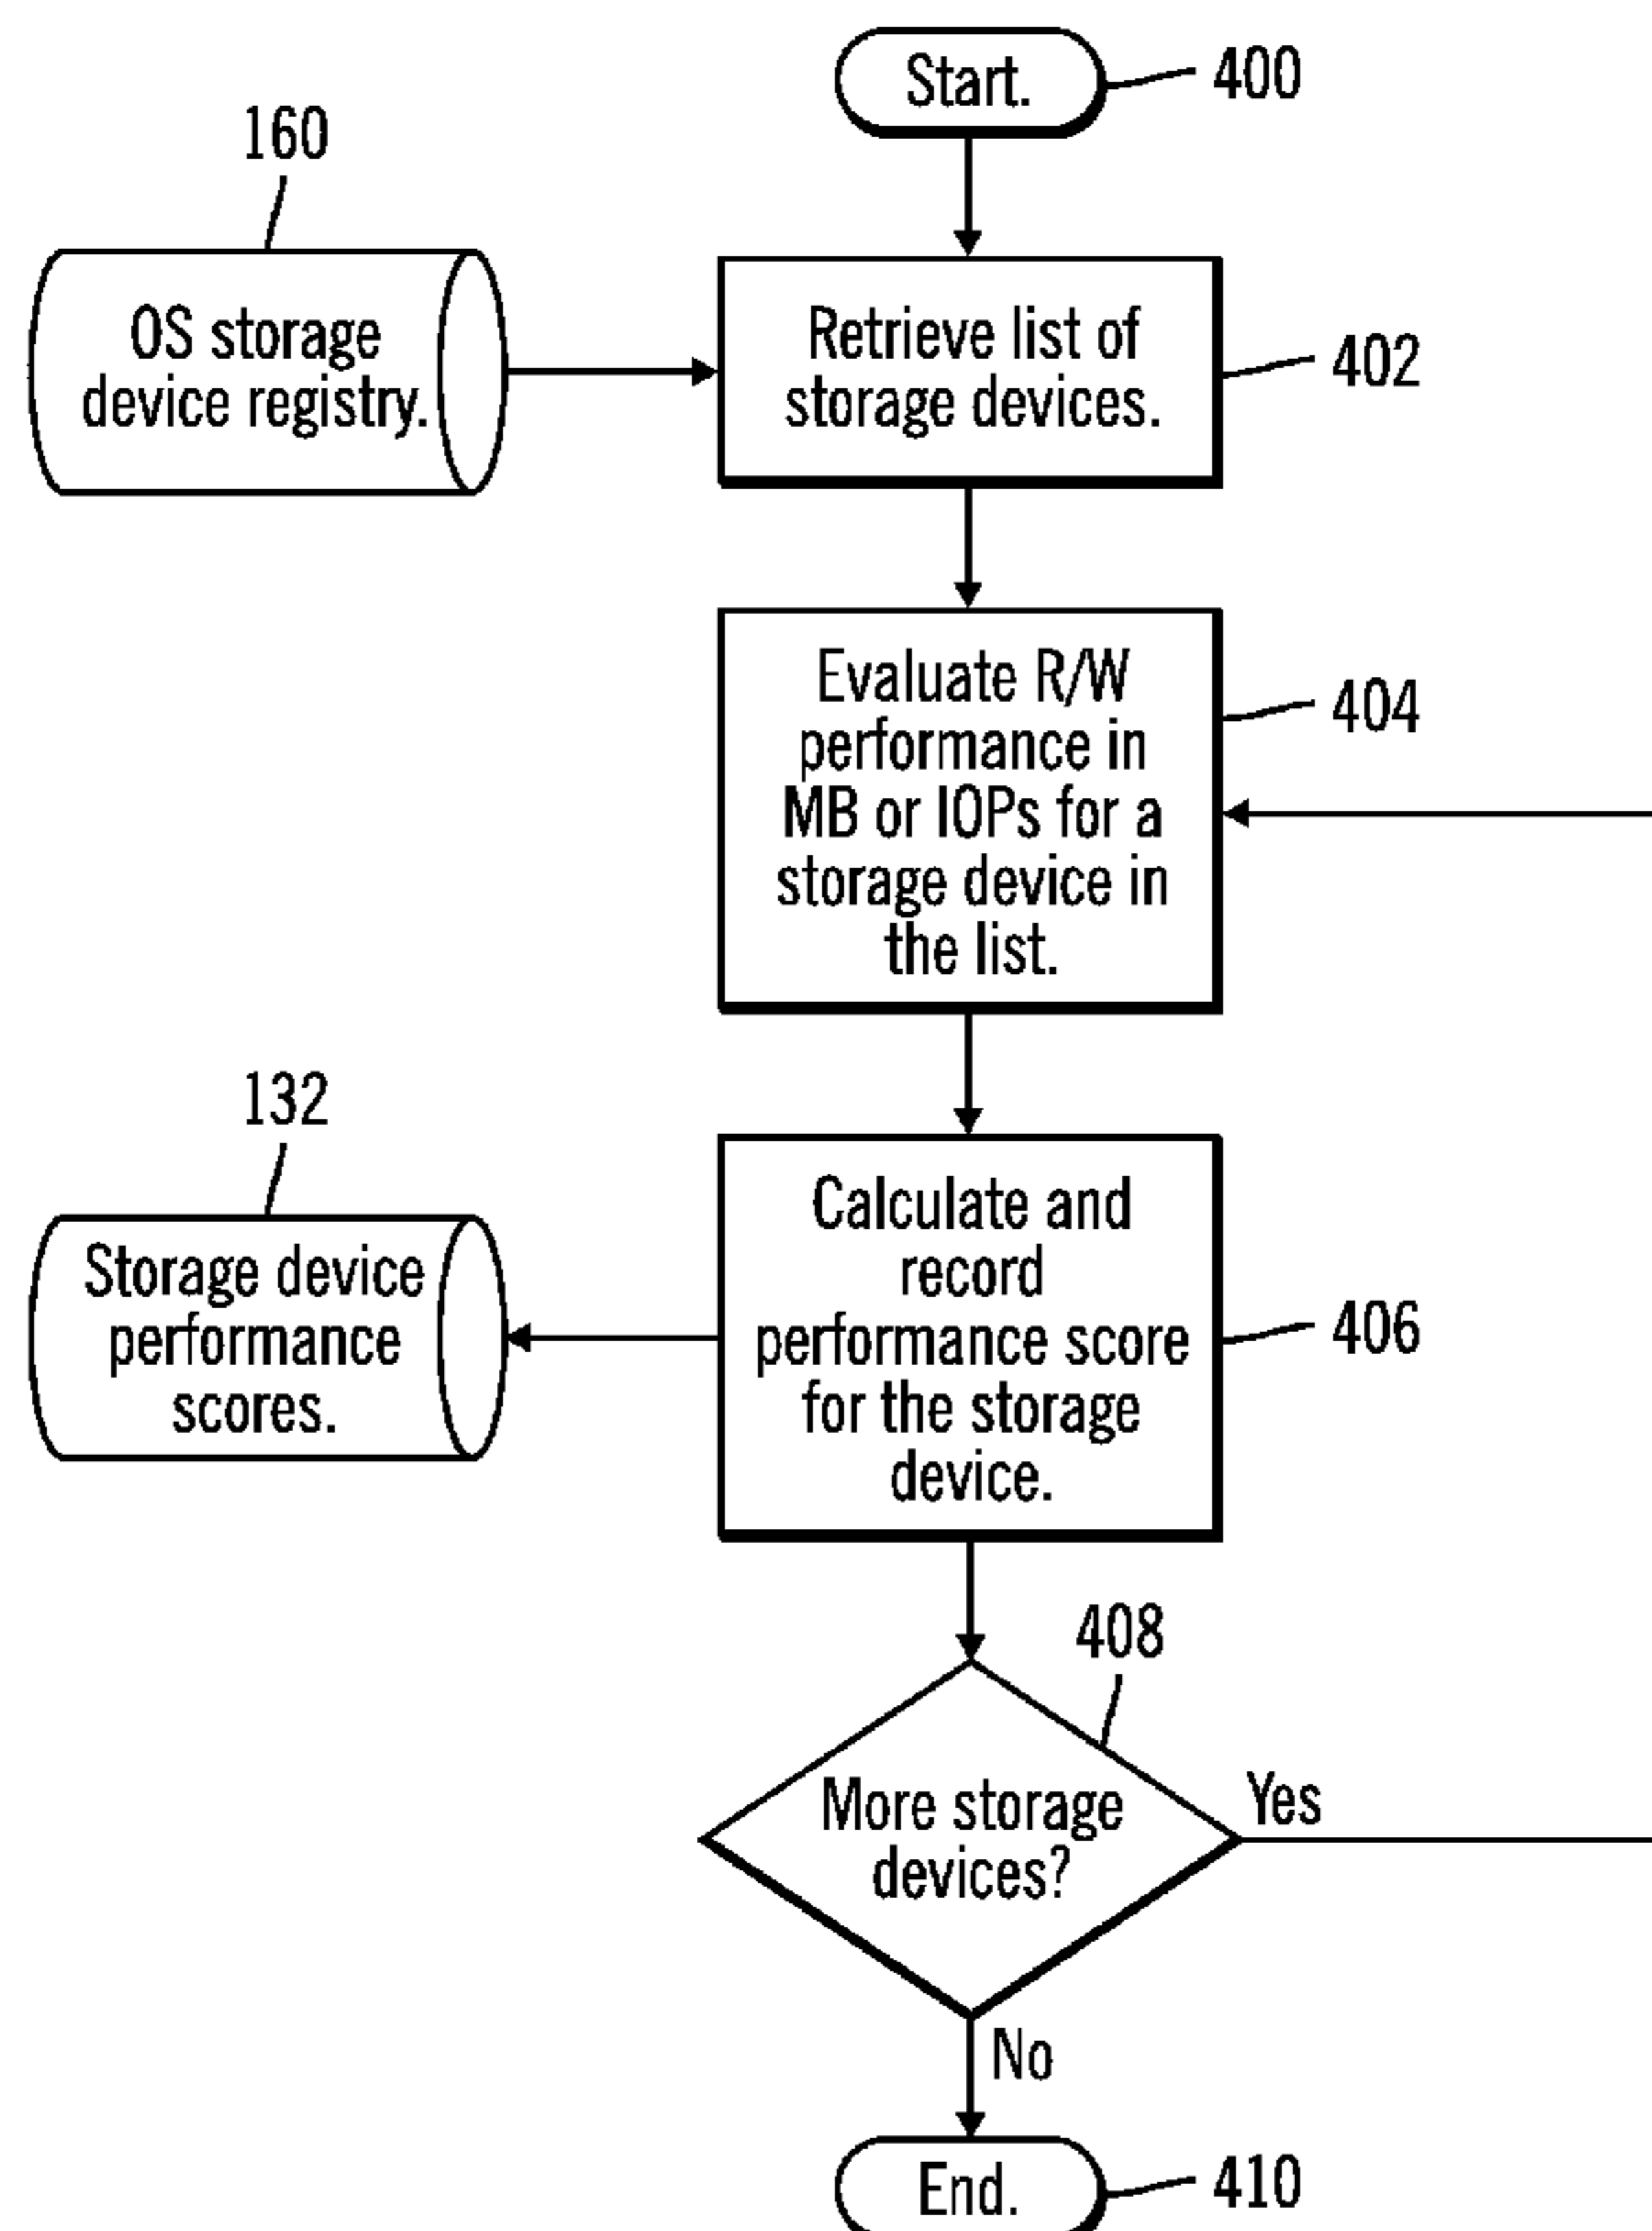 Start.
400
160
OS storage
device registry.
Retrieve list of
storage devices.
402
Evaluate R/W
performance in
MB or IOPs for a
storage device in
the list.
404
132
Storage device
performance
scores.
Calculate and
record
performance score
for the storage
device.
406
408
More storage
devices?
Yes
No
End.
410